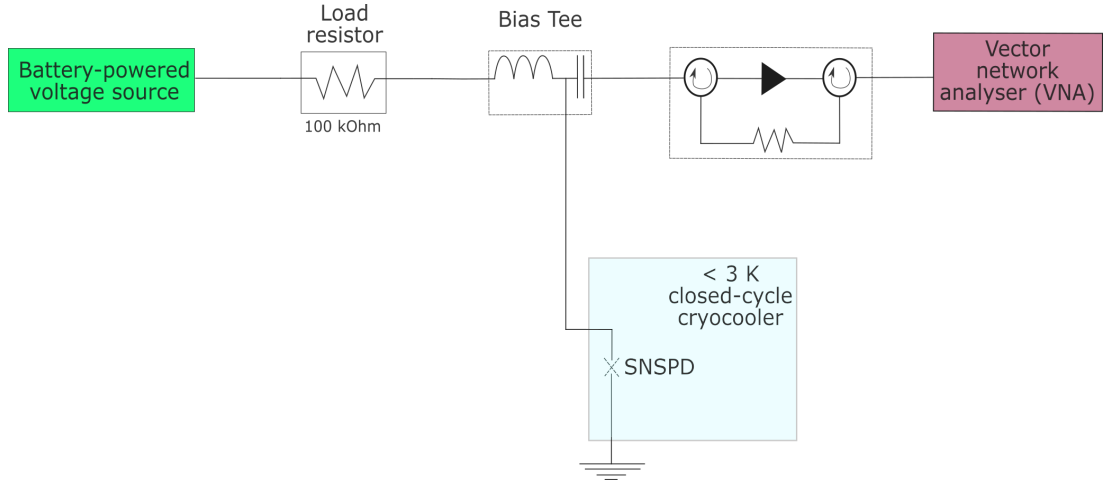 Battery-powered
voltage source
Load
resistor
100 kOhm
Bias Tee
Vector
network
analyser (VNA)
< 3 K
closed-cycle
cryocooler
SNSPD